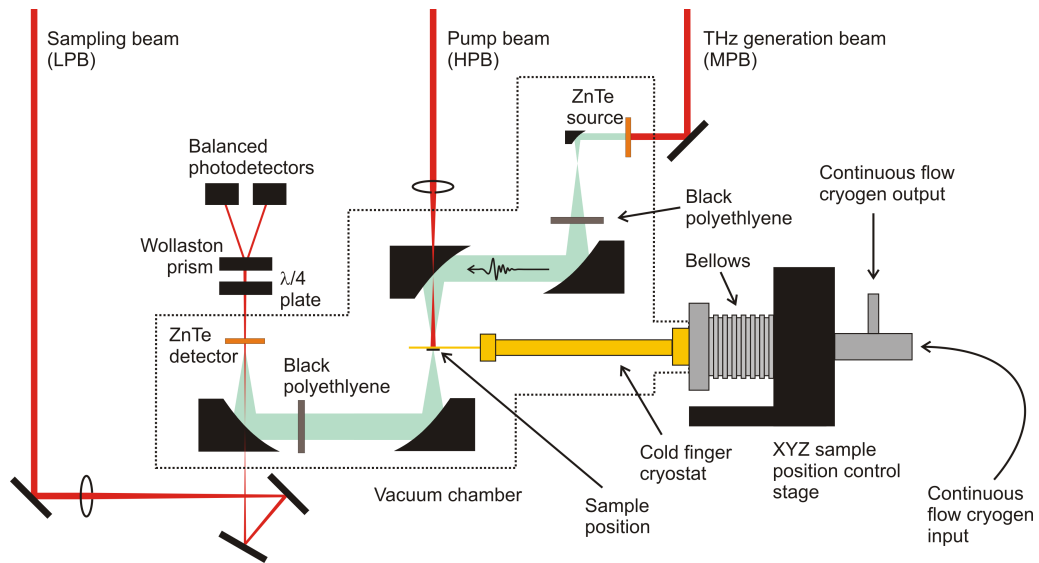 Sampling beam
(LPB)
Pump beam
(HPB)
THz generation beam
(MPB)
ZnTe
source
Balanced
photodetectors
Continuous flow
cryogen output
Black
polyethlyene
Wollaston
prism
λ/4
plate
Bellows
ZnTe
detector
Black
polyethlyene
Cold finger
cryostat
XYZ sample
position control
stage
Vacuum chamber
Sample
position
Continuous
flow cryogen
input